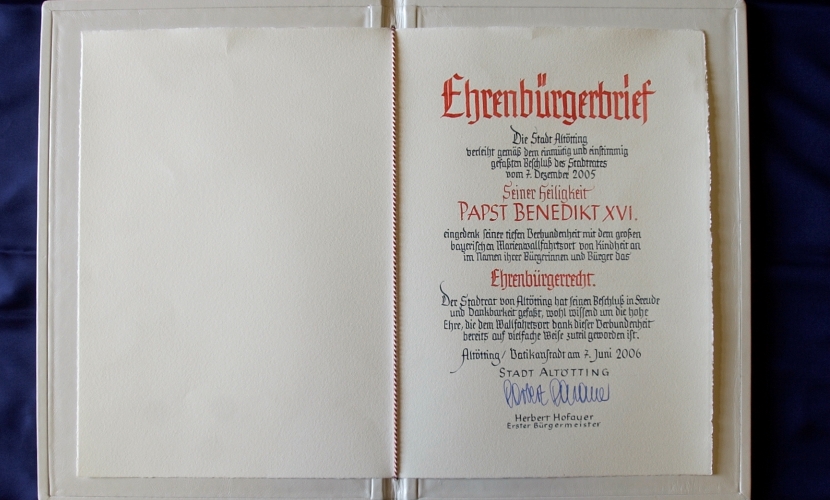 Ehrenbürgerbrief
Die Stadt Altötting
verleiht gemäß dem einmütig und einstimmig
gefaßten Beschluß des Stadtrates
vom 7. Dezember 2005
Seiner Heiligkeit
PAPST BENEDIKT XVI.
eingedenk seiner tiefen Verbundenheit mit dem großen
bayerischen Marienwallfahrtsort von Kindheit an
im Namen ihrer Bürgerinnen und Bürger das
Ehrenbürgerrecht.
Der Stadtrat von Altötting hat seinen Beschluß in Freude
und Dankbarkeit gefaßt, wohl wissend um die hohe
Ehre, die dem Wallfahrtsort dank dieser Verbundenheit
bereits auf vielfache Weise zuteil geworden ist.
Altötting/Vatikanstadt am 7. Juni 2006
STADT ALTÖTTING
Herbert Hofauer
Herbert Hofauer
Erster Bürgermeister